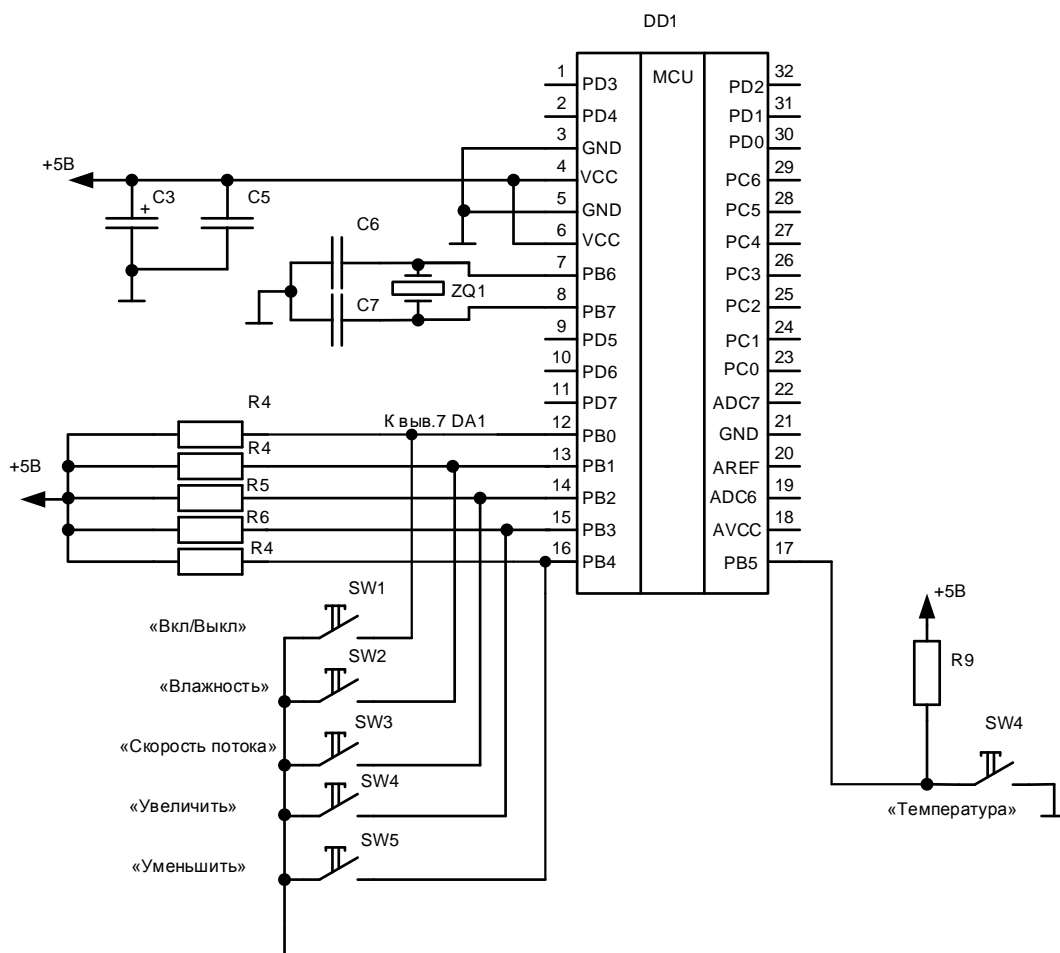 DD1
MCU
1 PD3
2 PD4
3 GND
4 VCC
5 GND
6 VCC
7 PB6
8 PB7
9 PD5
10 PD6
11 PD7
12 PB0
13 PB1
14 PB2
15 PB3
16 PB4
32 PD2
31 PD1
30 PD0
29 PC6
28 PC5
27 PC4
26 PC3
25 PC2
24 PC1
23 PC0
22 ADC7
21 GND
20 AREF
19 ADC6
18 AVCC
17 PB5
+5В
+
C3
C5
C6
C7
ZQ1
R4
К выв.7 DA1
R4
+5В
R5
R6
R4
SW1
«Вкл/Выкл»
SW2
«Влажность»
SW3
«Скорость потока»
SW4
«Увеличить»
SW5
«Уменьшить»
+5В
R9
SW4
«Температура»